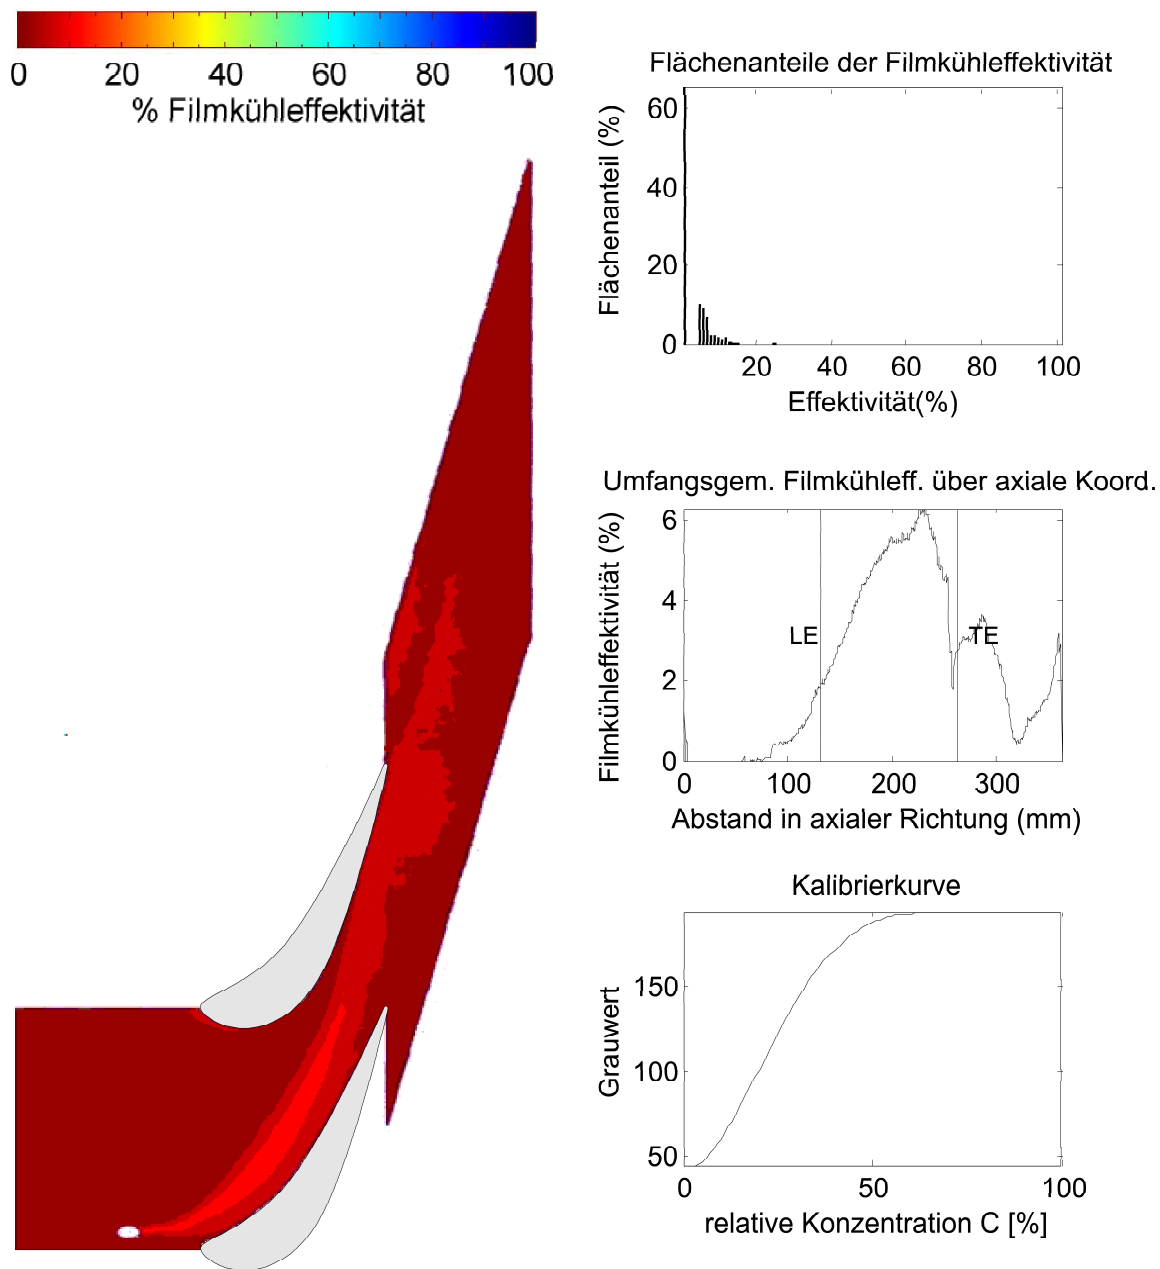 0 20 40 60 80 100
% Filmkühleffektivität
Flächenanteile der Filmkühleffektivität
60
40
20
0
Flächenanteil (%)
20 40 60 80 100
Effektivität(%)
Umfangsgem. Filmkühleff. über axiale Koord.
6
4
2
0
Filmkühleffektivität (%)
LE
TE
0 100 200 300
Abstand in axialer Richtung (mm)
Kalibrierkurve
150
100
50
Grauwert
0 50 100
relative Konzentration C [%]